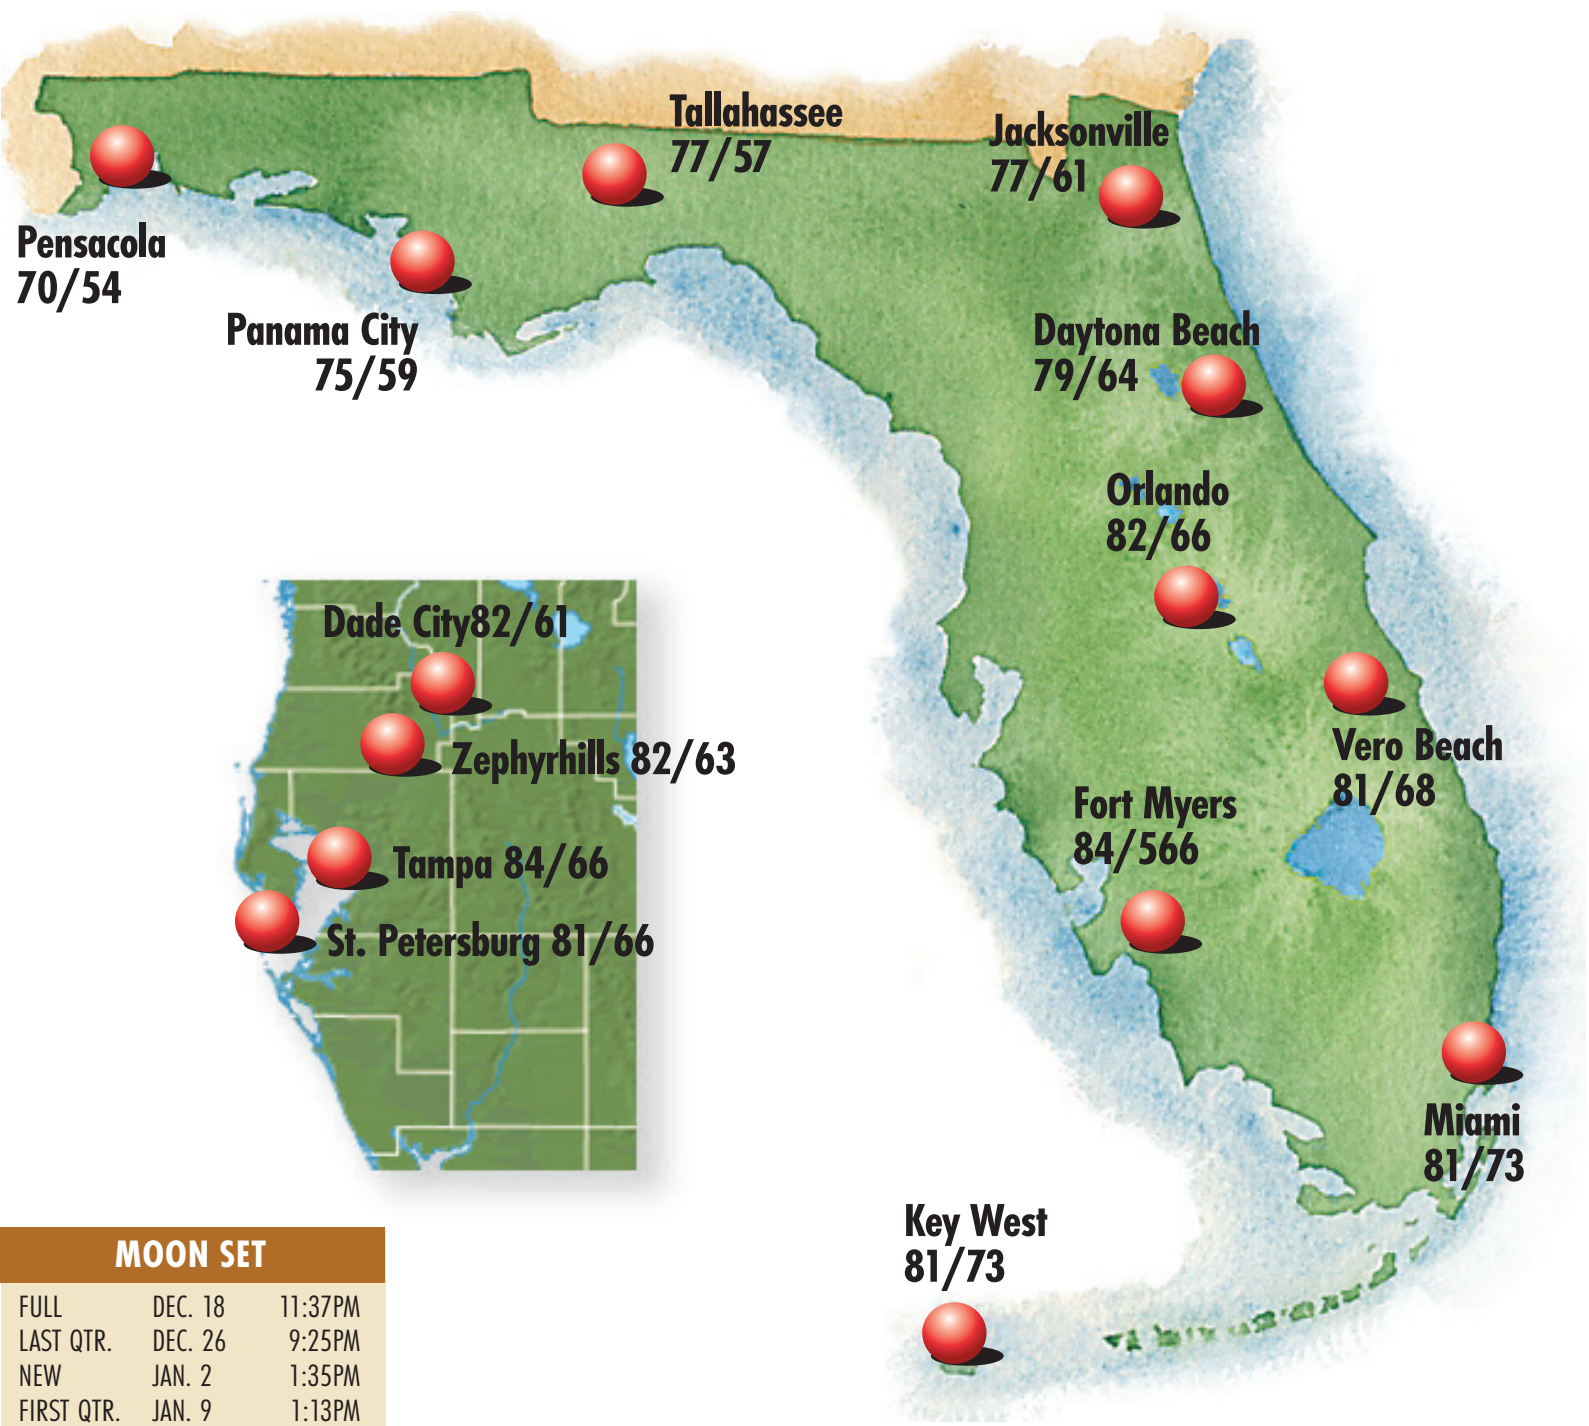 Tallahassee
77/57
Jacksonville
77/61
Pensacola
70/54
Panama City
75/59
Daytona Beach
79/64
Orlando
82/66
Dade City82/61
Zephyrhills 82/63
Vero Beach
81/68
Fort Myers
84/566
Tampa 84/66
St. Petersburg 81/66
Miami
81/73
Key West
81/73
MOON SET
FULL DEC. 18 11:37PM
LAST QTR. DEC. 26 9:25PM
NEW JAN. 2 1:35PM
FIRST QTR. JAN. 9 1:13PM